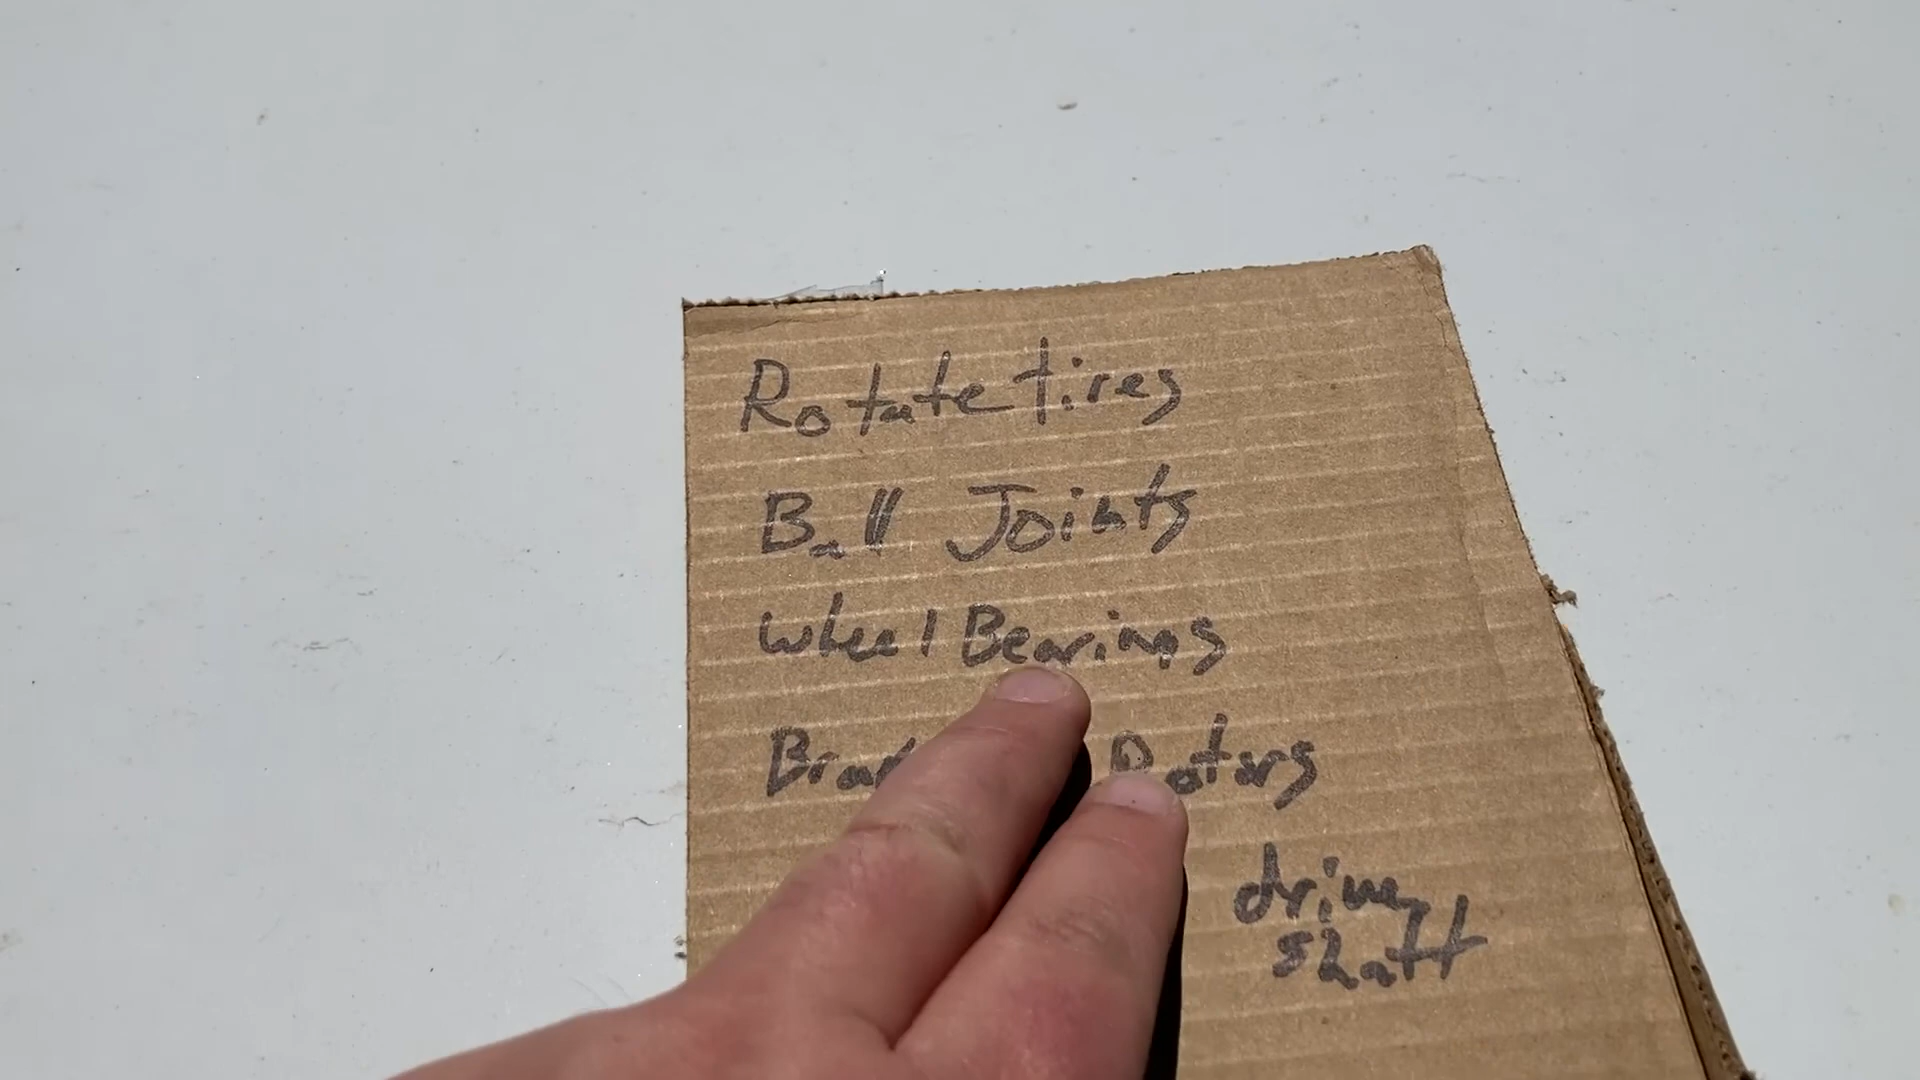 Rotate tires
Ball Joints
Wheel Bearings
Rotors
drive
shaft